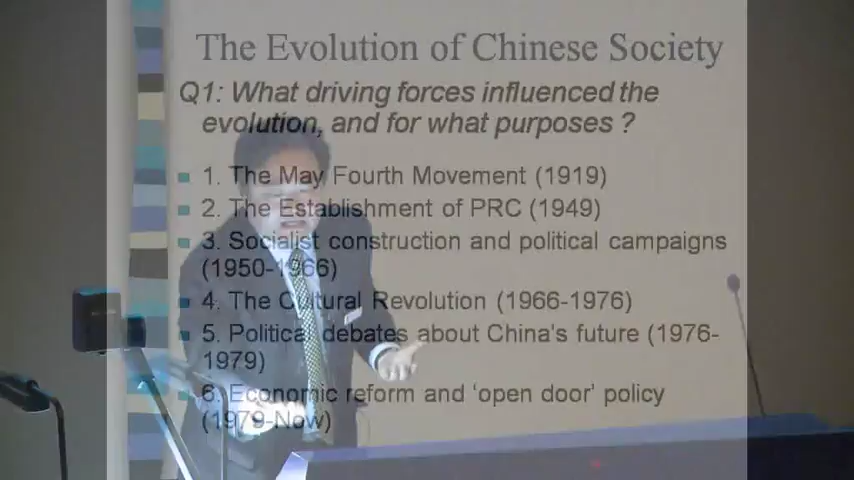 The Evolution of Chinese Society
Q1: What driving forces influenced the
evolution, and for what purposes ?
1. The May Fourth Movement (1919)
2. The Establishment of PRC (1949)
3. Socialist construction and political campaigns
(1950-1966)
4. The Cultural Revolution (1966-1976)
5. Political debates about China's future (1976-
1979)
6. Economic reform and ‘open door’ policy
(1979-Now)